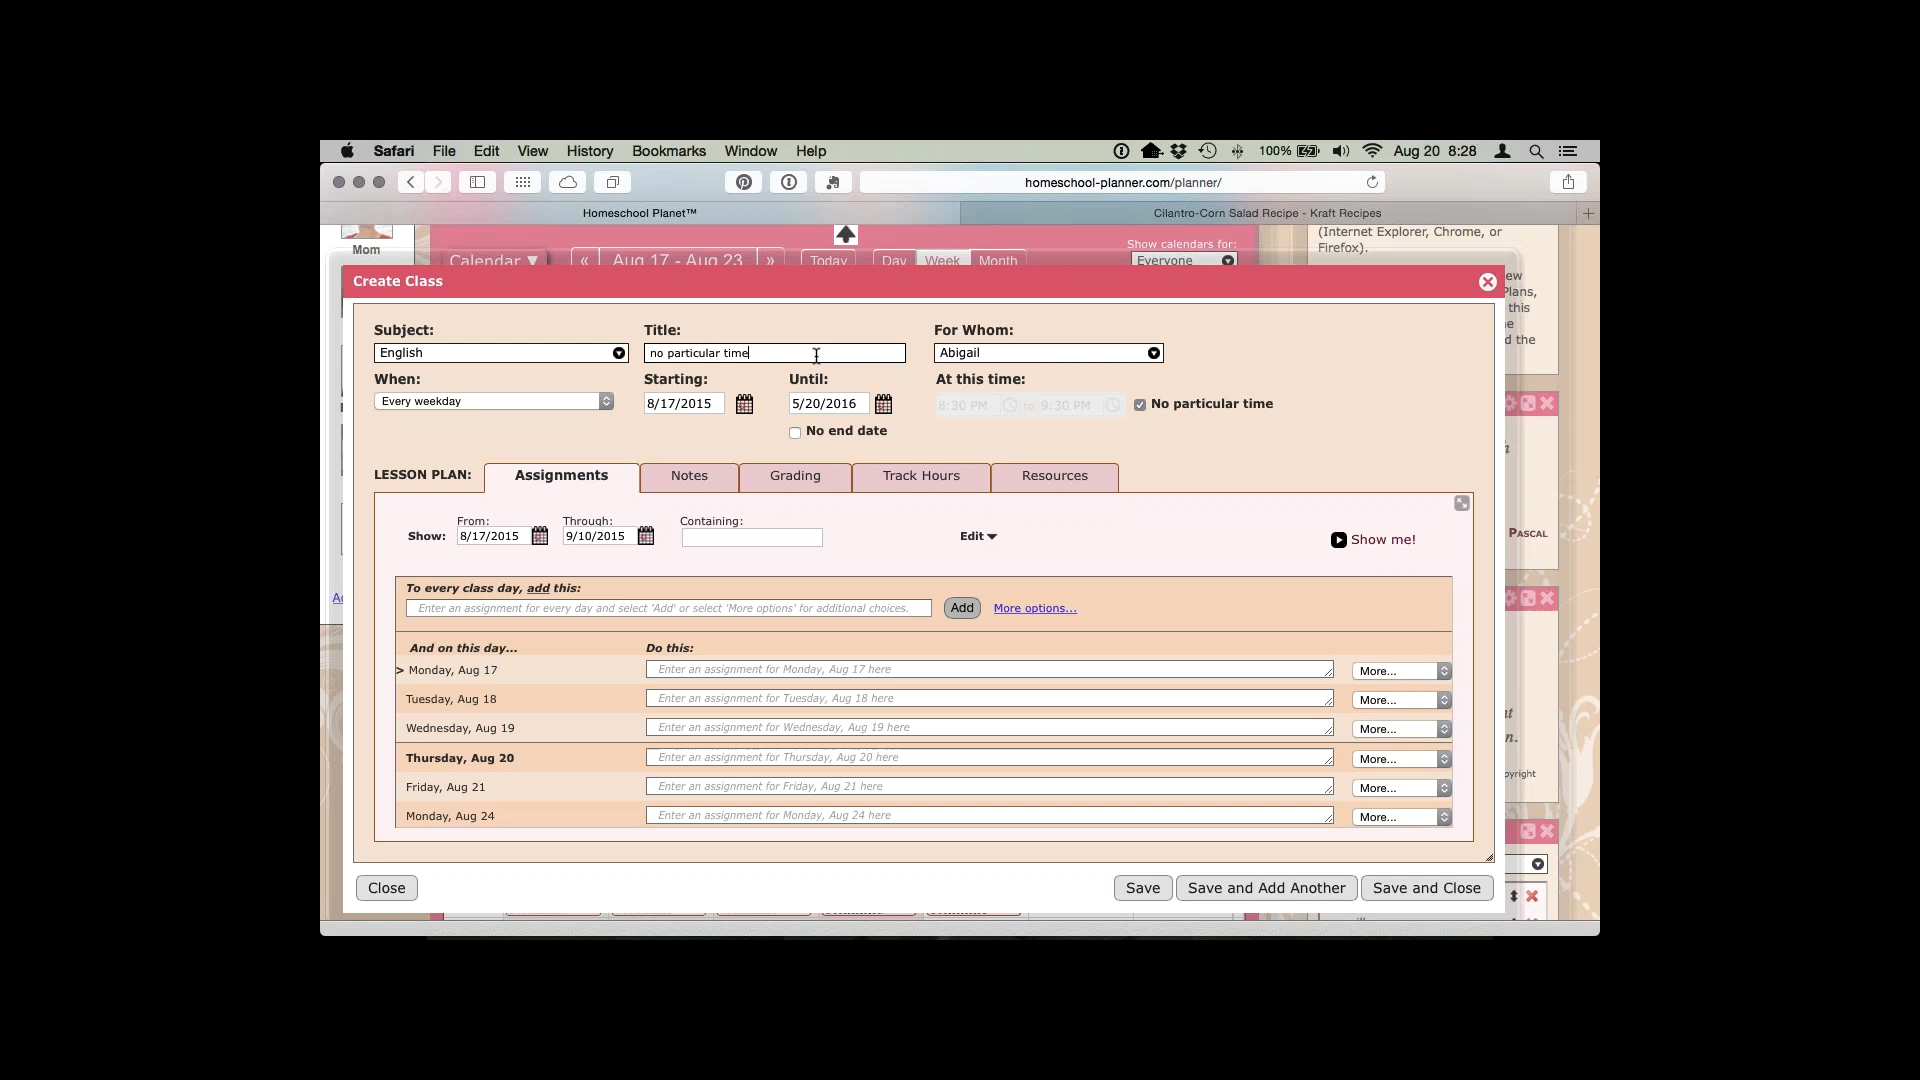 Safari File Edit View History Bookmarks Window Help 100% Aug 20 8:28
homeschool-planner.com/planner/
Homeschool Planet™ Cilantro-Corn Salad Recipe - Kraft Recipes
Mom
Calendar ▼ « Aug 17 - Aug 23 » Today Day Week Month
Show calendars for:
Everyone
(Internet Explorer, Chrome, or
Firefox).
Create Class
Subject: Title: For Whom:
English no particular time Abigail
When: Starting: Until: At this time:
Every weekday 8/17/2015 5/20/2016 8:30 PM to 9:30 PM No particular time
No end date
LESSON PLAN: Assignments Notes Grading Track Hours Resources
From: Through: Containing:
Show: 8/17/2015 9/10/2015 Edit Show me!
PASCAL
To every class day, add this:
Enter an assignment for every day and select 'Add' or select 'More options' for additional choices. Add More options...
And on this day... Do this:
> Monday, Aug 17 Enter an assignment for Monday, Aug 17 here More...
Tuesday, Aug 18 Enter an assignment for Tuesday, Aug 18 here More...
Wednesday, Aug 19 Enter an assignment for Wednesday, Aug 19 here More...
Thursday, Aug 20 Enter an assignment for Thursday, Aug 20 here More...
Friday, Aug 21 Enter an assignment for Friday, Aug 21 here More...
Monday, Aug 24 Enter an assignment for Monday, Aug 24 here More...
Close Save Save and Add Another Save and Close